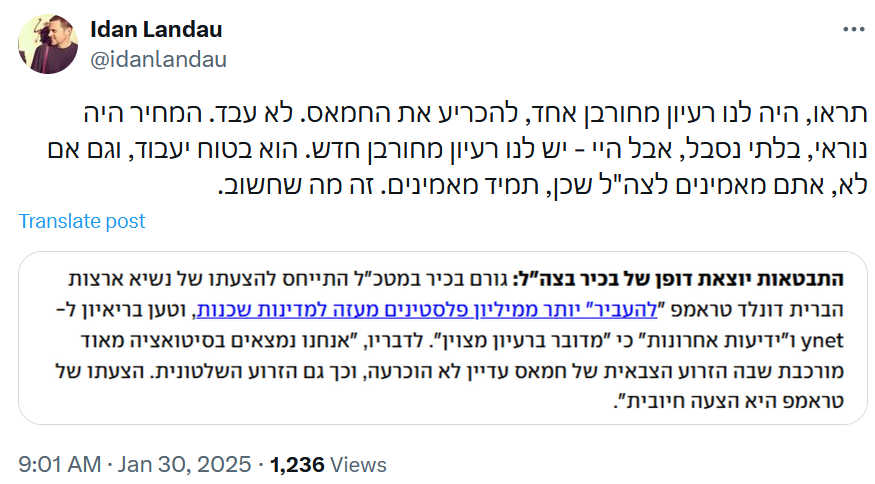 Idan Landau
@idanlandau
תראו, היה לנו רעיון מחורבן אחד, להכריע את החמאס. לא עבד. המחיר היה
נוראי, בלתי נסבל, אבל היי - יש לנו רעיון מחורבן חדש. הוא בטוח יעבוד, וגם אם
לא, אתם מאמינים לצה"ל שכן, תמיד מאמינים. זה מה שחשוב.
Translate post
התבטאות יוצאת דופן של בכיר בצה"ל: גורם בכיר במטכ"ל התייחס להצעתו של נשיא ארצות
הברית דונלד טראמפ "להעביר" יותר ממיליון פלסטינים מעזה למדינות שכנות, וטען בריאיון ל-
ynet ו"ידיעות אחרונות" כי "מדובר ברעיון מצוין". לדבריו, "אנחנו נמצאים בסיטואציה מאוד
מורכבת שבה הזרוע הצבאית של חמאס עדיין לא הוכרעה, וכך גם הזרוע השלטונית. הצעתו של
טראמפ היא הצעה חיובית".
9:01 AM · Jan 30, 2025 · 1,236 Views